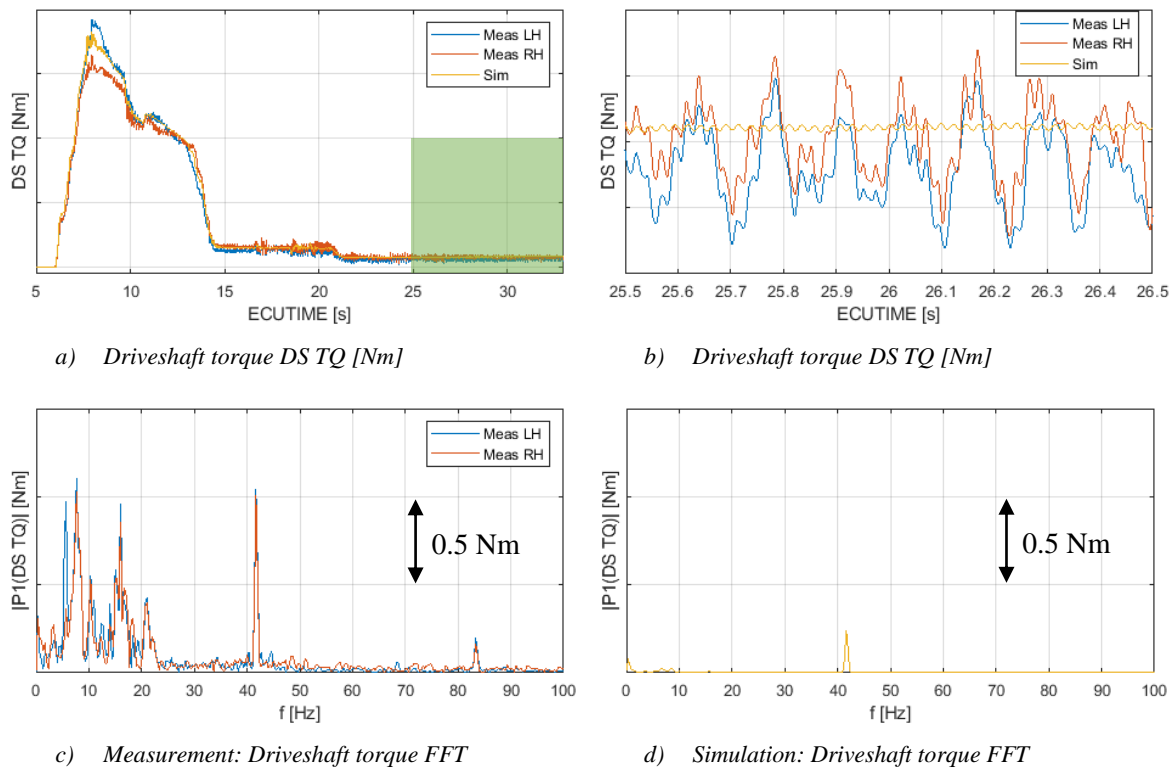 Meas LH
Meas RH
Sim
DS TQ [Nm]
5 10 15 20 25 30
ECUTIME [s]
a) Driveshaft torque DS TQ [Nm]
Meas LH
Meas RH
Sim
DS TQ [Nm]
25.5 25.6 25.7 25.8 25.9 26 26.1 26.2 26.3 26.4 26.5
ECUTIME [s]
b) Driveshaft torque DS TQ [Nm]
Meas LH
Meas RH
0.5 Nm
|P1(DS TQ)| [Nm]
0 10 20 30 40 50 60 70 80 90 100
f [Hz]
c) Measurement: Driveshaft torque FFT
0.5 Nm
|P1(DS TQ)| [Nm]
0 10 20 30 40 50 60 70 80 90 100
f [Hz]
d) Simulation: Driveshaft torque FFT